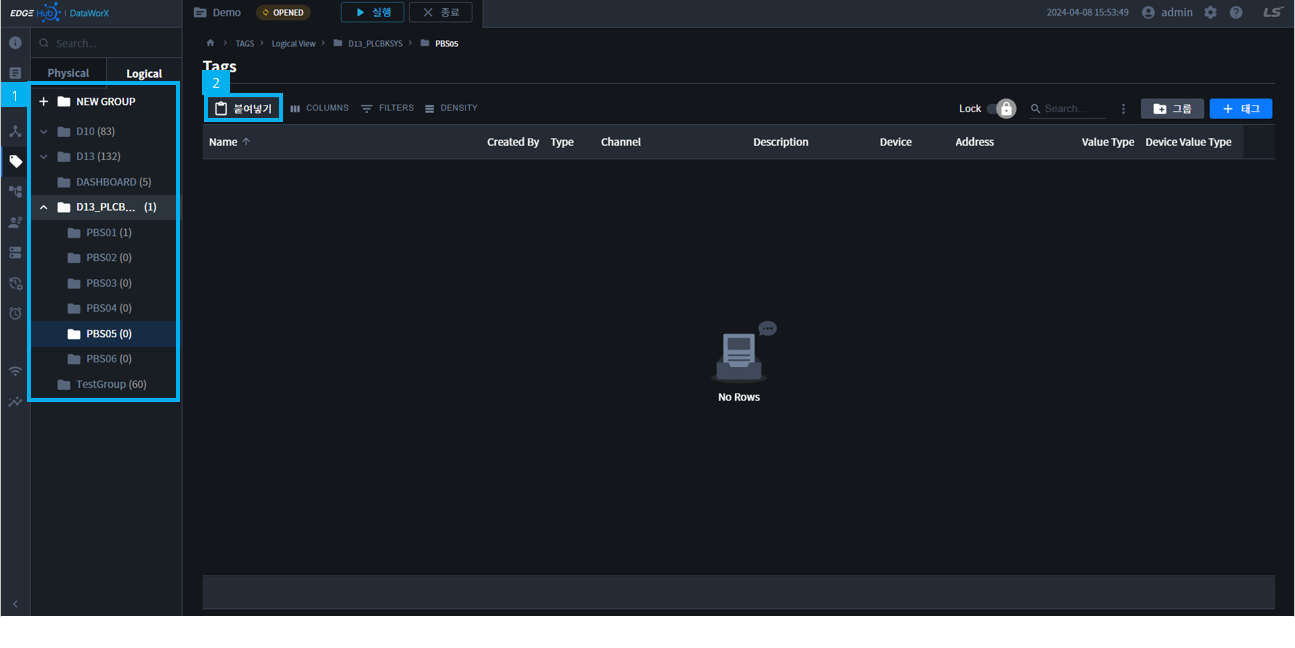 EDGE Hub | DataWorX
Demo OPENED 실행 종료 2024-04-08 15:53:49 admin LS
Search...
TAGS Logical View D13_PLCBKSYS PBS05
Physical Logical
Tags
1
2
NEW GROUP
D10 (83)
D13 (132)
DASHBOARD (5)
D13_PLCB... (1)
PBS01 (1)
PBS02 (0)
PBS03 (0)
PBS04 (0)
PBS05 (0)
PBS06 (0)
TestGroup (60)
붙여넣기 COLUMNS FILTERS DENSITY Lock Search... 그룹 + 태그
Name Created By Type Channel Description Device Address Value Type Device Value Type
No Rows